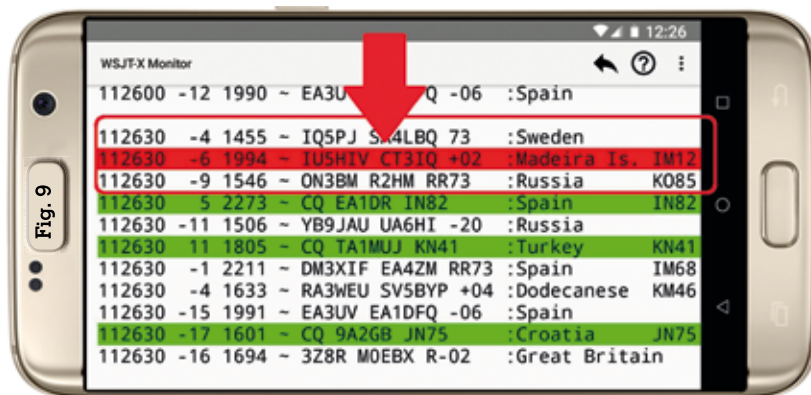 12:26
WSJT-X Monitor
112600 -12 1990 ~ EA3U Q -06 :Spain
112630 -4 1455 ~ IQ5PJ SA4LBQ 73 :Sweden
112630 -6 1994 ~ IU5HIV CT3IQ +02 :Madeira Is. IM12
112630 -9 1546 ~ ON3BM R2HM RR73 :Russia KO85
112630 5 2273 ~ CQ EA1DR IN82 :Spain IN82
112630 -11 1506 ~ YB9JAU UA6HI -20 :Russia
112630 11 1805 ~ CQ TA1MUJ KN41 :Turkey KN41
112630 -1 2211 ~ DM3XIF EA4ZM RR73 :Spain IM68
112630 -4 1633 ~ RA3WEU SV5BYP +04 :Dodecanese KM46
112630 -15 1991 ~ EA3UV EA1DFQ -06 :Spain
112630 -17 1601 ~ CQ 9A2GB JN75 :Croatia JN75
112630 -16 1694 ~ 3Z8R M0EBX R-02 :Great Britain
Fig. 9